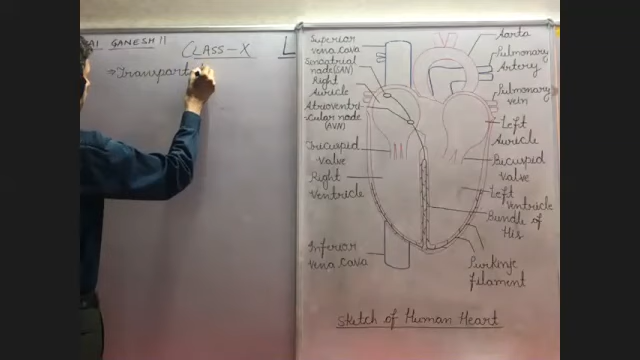 AI GANESH II
CLASS-X
L
⇒Transport
Superior
vena cava
Sinoatrial
node (SAN)
Right
Auricle
Atrioventri
-cular node
(AVN)
Tricuspid
Valve
Right
Ventricle
Inferior
vena cava
Aorta
Pulmonary
Artery
Pulmonary
vein
Left
Auricle
Bicuspid
Valve
Left
Ventricle
Bundle of
His
Purkinje
filament
Sketch of Human Heart